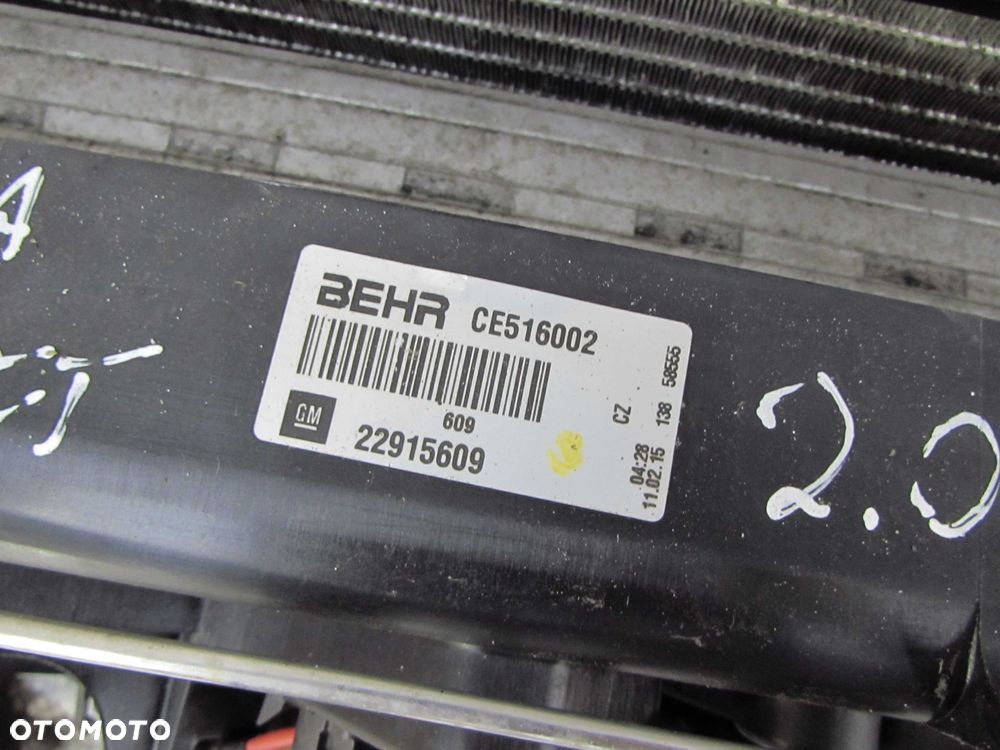 BEHR CE516002
609
GM 22915609
CZ
04:28
11.02.15 138 58555
2.0
OTOMOTO